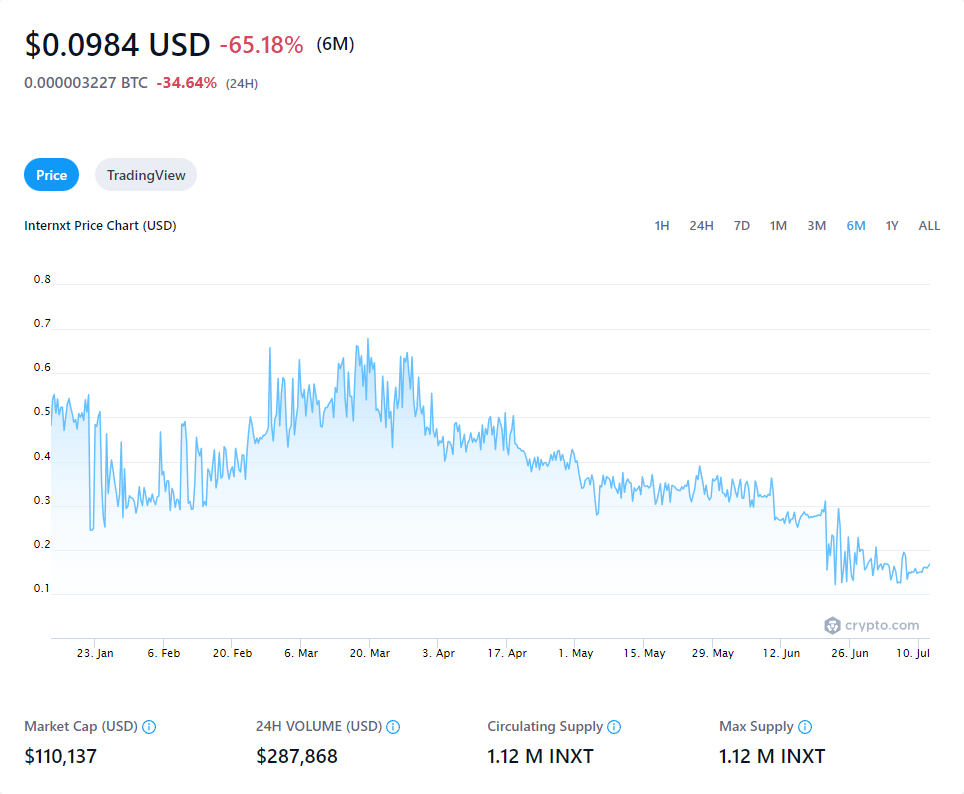 $0.0984 USD -65.18% (6M)
0.000003227 BTC -34.64% (24H)
Price TradingView
Internxt Price Chart (USD) 1H 24H 7D 1M 3M 6M 1Y ALL
0.8
0.7
0.6
0.5
0.4
0.3
0.2
0.1
crypto.com
23. Jan 6. Feb 20. Feb 6. Mar 20. Mar 3. Apr 17. Apr 1. May 15. May 29. May 12. Jun 26. Jun 10. Jul
Market Cap (USD) 24H VOLUME (USD) Circulating Supply Max Supply
$110,137 $287,868 1.12 M INXT 1.12 M INXT